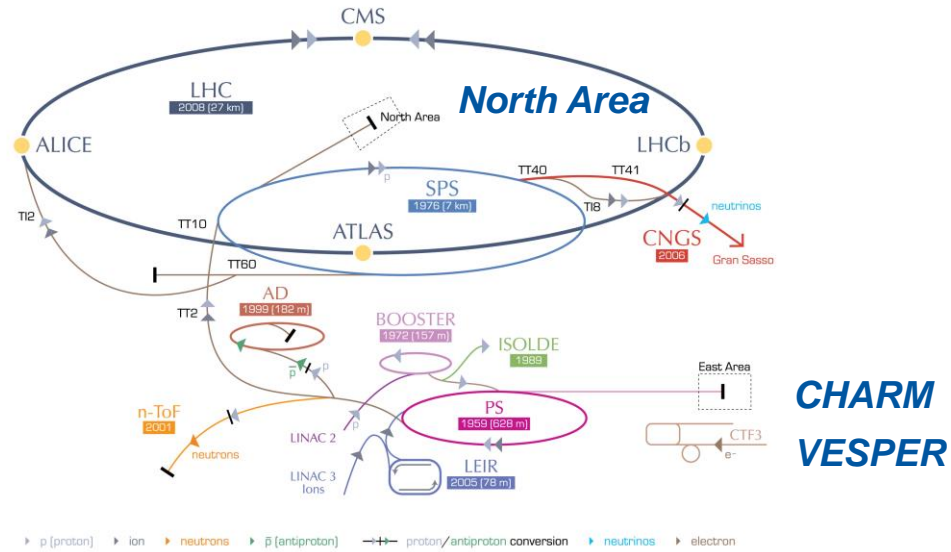 CMS
LHC
2008 (27 km)
North Area
North Area
ALICE
LHCb
TT40
TT41
SPS
1976 (7 km)
p
TI8
TI2
TT10
ATLAS
neutrinos
CNGS
2006
Gran Sasso
TT60
AD
1999 (182 m)
TT2
BOOSTER
1972 (157 m)
ISOLDE
1989
p̄
p
East Area
n-ToF
2001
neutrons
LINAC 2
p
PS
1959 (628 m)
CHARM
CTF3
e-
VESPER
LINAC 3
Ions
LEIR
2005 (78 m)
p (proton) ion neutrons p̄ (antiproton) proton/antiproton conversion neutrinos electron